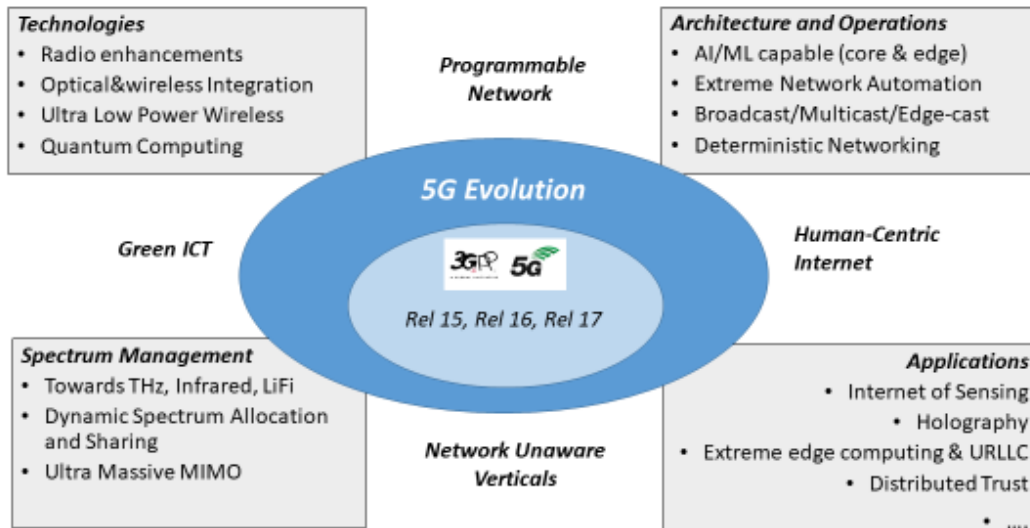 Technologies
• Radio enhancements
• Optical&wireless Integration
• Ultra Low Power Wireless
• Quantum Computing
Programmable
Network
Architecture and Operations
• AI/ML capable (core & edge)
• Extreme Network Automation
• Broadcast/Multicast/Edge-cast
• Deterministic Networking
5G Evolution
Green ICT
3GPP 5G
Rel 15, Rel 16, Rel 17
Human-Centric
Internet
Spectrum Management
• Towards THz, Infrared, LiFi
• Dynamic Spectrum Allocation
and Sharing
• Ultra Massive MIMO
Network Unaware
Verticals
Applications
• Internet of Sensing
• Holography
• Extreme edge computing & URLLC
• Distributed Trust
• ....